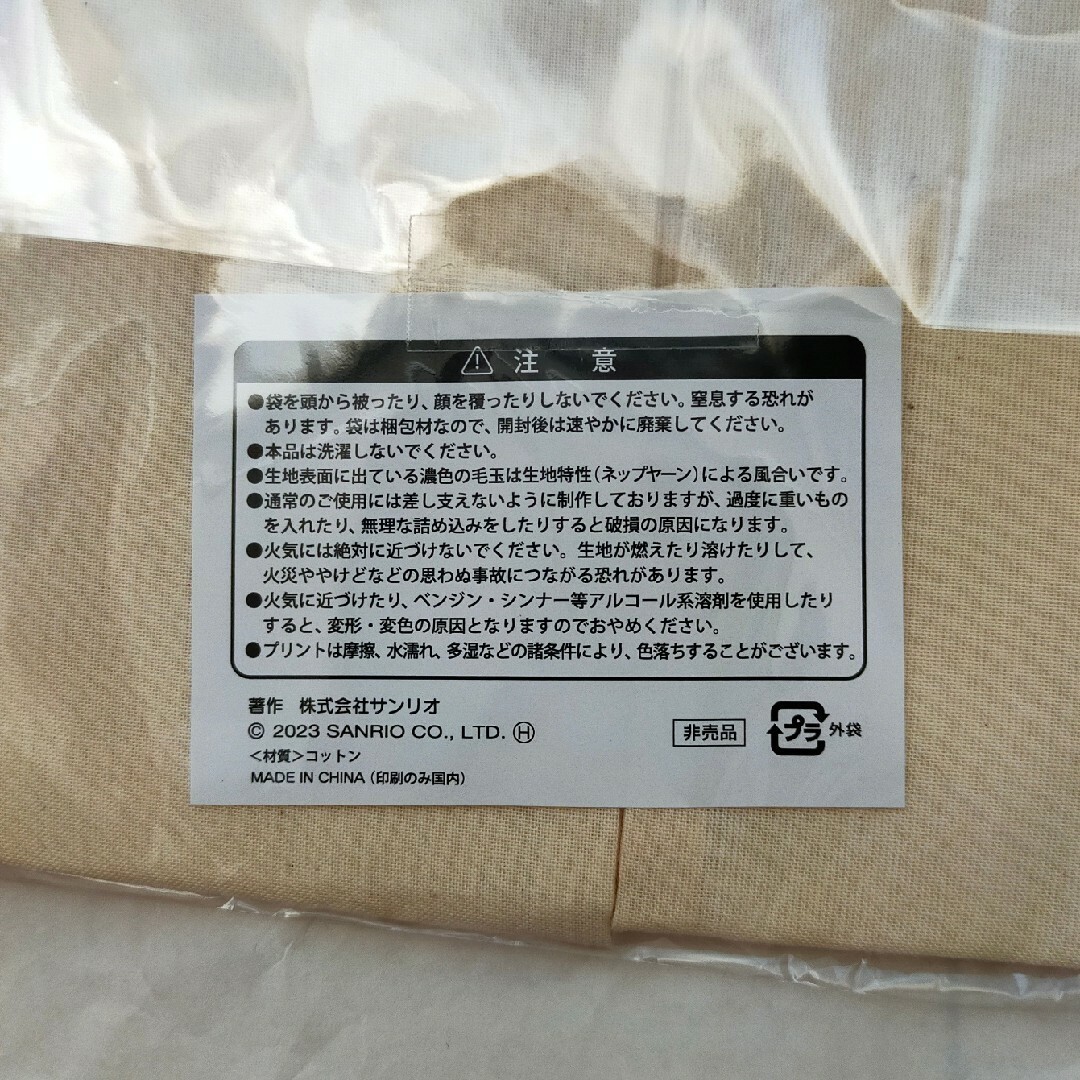 ⚠ 注 意
●袋を頭から被ったり、顔を覆ったりしないでください。窒息する恐れが
あります。袋は梱包材なので、開封後は速やかに廃棄してください。
●本品は洗濯しないでください。
●生地表面に出ている濃色の毛玉は生地特性(ネップヤーン)による風合いです。
●通常のご使用には差し支えないように制作しておりますが、過度に重いもの
を入れたり、無理な詰め込みをしたりすると破損の原因になります。
●火気には絶対に近づけないでください。生地が燃えたり溶けたりして、
火災ややけどなどの思わぬ事故につながる恐れがあります。
●火気に近づけたり、ベンジン・シンナー等アルコール系溶剤を使用したり
すると、変形・変色の原因となりますのでおやめください。
●プリントは摩擦、水濡れ、多湿などの諸条件により、色落ちすることがございます。
著作 株式会社サンリオ
© 2023 SANRIO CO., LTD. Ⓗ
非売品
プラ 外袋
<材質>コットン
MADE IN CHINA (印刷のみ国内)